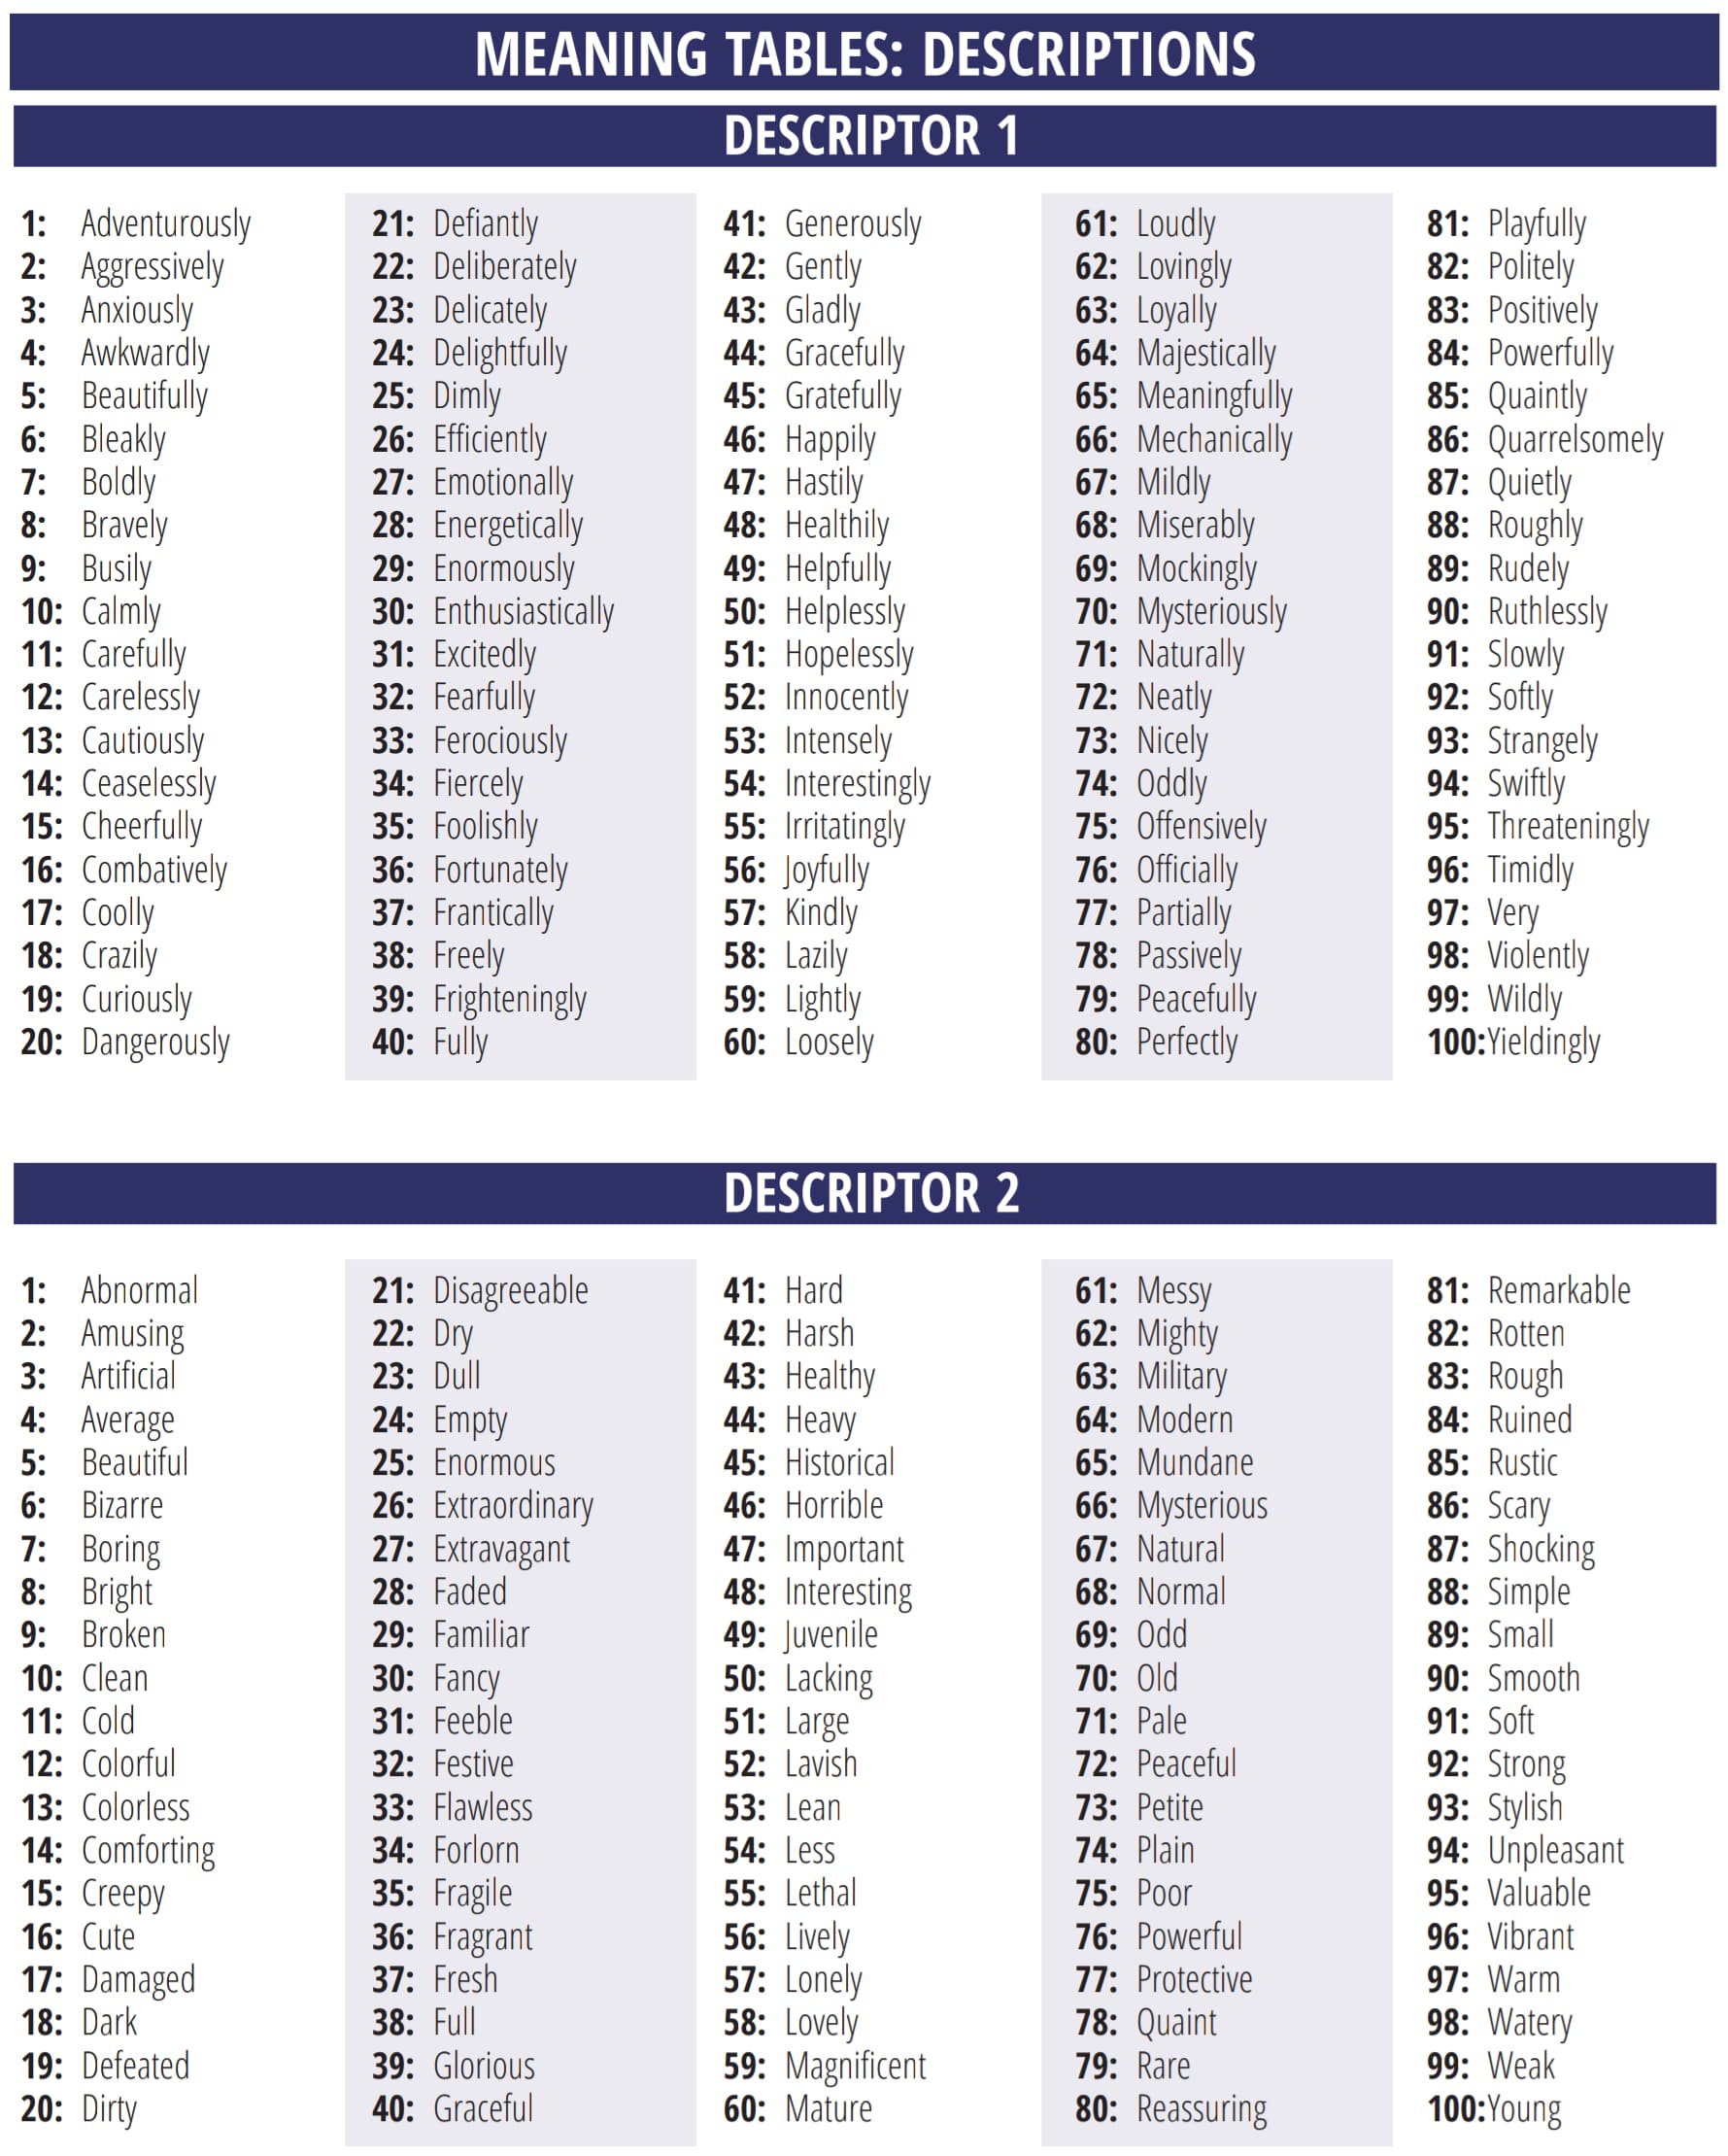 MEANING TABLES: DESCRIPTIONS
DESCRIPTOR 1
1: Adventurously
2: Aggressively
3: Anxiously
4: Awkwardly
5: Beautifully
6: Bleakly
7: Boldly
8: Bravely
9: Busily
10: Calmly
11: Carefully
12: Carelessly
13: Cautiously
14: Ceaselessly
15: Cheerfully
16: Combatively
17: Coolly
18: Crazily
19: Curiously
20: Dangerously
21: Defiantly
22: Deliberately
23: Delicately
24: Delightfully
25: Dimly
26: Efficiently
27: Emotionally
28: Energetically
29: Enormously
30: Enthusiastically
31: Excitedly
32: Fearfully
33: Ferociously
34: Fiercely
35: Foolishly
36: Fortunately
37: Frantically
38: Freely
39: Frighteningly
40: Fully
41: Generously
42: Gently
43: Gladly
44: Gracefully
45: Gratefully
46: Happily
47: Hastily
48: Healthily
49: Helpfully
50: Helplessly
51: Hopelessly
52: Innocently
53: Intensely
54: Interestingly
55: Irritatingly
56: Joyfully
57: Kindly
58: Lazily
59: Lightly
60: Loosely
61: Loudly
62: Lovingly
63: Loyally
64: Majestically
65: Meaningfully
66: Mechanically
67: Mildly
68: Miserably
69: Mockingly
70: Mysteriously
71: Naturally
72: Neatly
73: Nicely
74: Oddly
75: Offensively
76: Officially
77: Partially
78: Passively
79: Peacefully
80: Perfectly
81: Playfully
82: Politely
83: Positively
84: Powerfully
85: Quaintly
86: Quarrelsomely
87: Quietly
88: Roughly
89: Rudely
90: Ruthlessly
91: Slowly
92: Softly
93: Strangely
94: Swiftly
95: Threateningly
96: Timidly
97: Very
98: Violently
99: Wildly
100:Yieldingly
DESCRIPTOR 2
1: Abnormal
2: Amusing
3: Artificial
4: Average
5: Beautiful
6: Bizarre
7: Boring
8: Bright
9: Broken
10: Clean
11: Cold
12: Colorful
13: Colorless
14: Comforting
15: Creepy
16: Cute
17: Damaged
18: Dark
19: Defeated
20: Dirty
21: Disagreeable
22: Dry
23: Dull
24: Empty
25: Enormous
26: Extraordinary
27: Extravagant
28: Faded
29: Familiar
30: Fancy
31: Feeble
32: Festive
33: Flawless
34: Forlorn
35: Fragile
36: Fragrant
37: Fresh
38: Full
39: Glorious
40: Graceful
41: Hard
42: Harsh
43: Healthy
44: Heavy
45: Historical
46: Horrible
47: Important
48: Interesting
49: Juvenile
50: Lacking
51: Large
52: Lavish
53: Lean
54: Less
55: Lethal
56: Lively
57: Lonely
58: Lovely
59: Magnificent
60: Mature
61: Messy
62: Mighty
63: Military
64: Modern
65: Mundane
66: Mysterious
67: Natural
68: Normal
69: Odd
70: Old
71: Pale
72: Peaceful
73: Petite
74: Plain
75: Poor
76: Powerful
77: Protective
78: Quaint
79: Rare
80: Reassuring
81: Remarkable
82: Rotten
83: Rough
84: Ruined
85: Rustic
86: Scary
87: Shocking
88: Simple
89: Small
90: Smooth
91: Soft
92: Strong
93: Stylish
94: Unpleasant
95: Valuable
96: Vibrant
97: Warm
98: Watery
99: Weak
100:Young